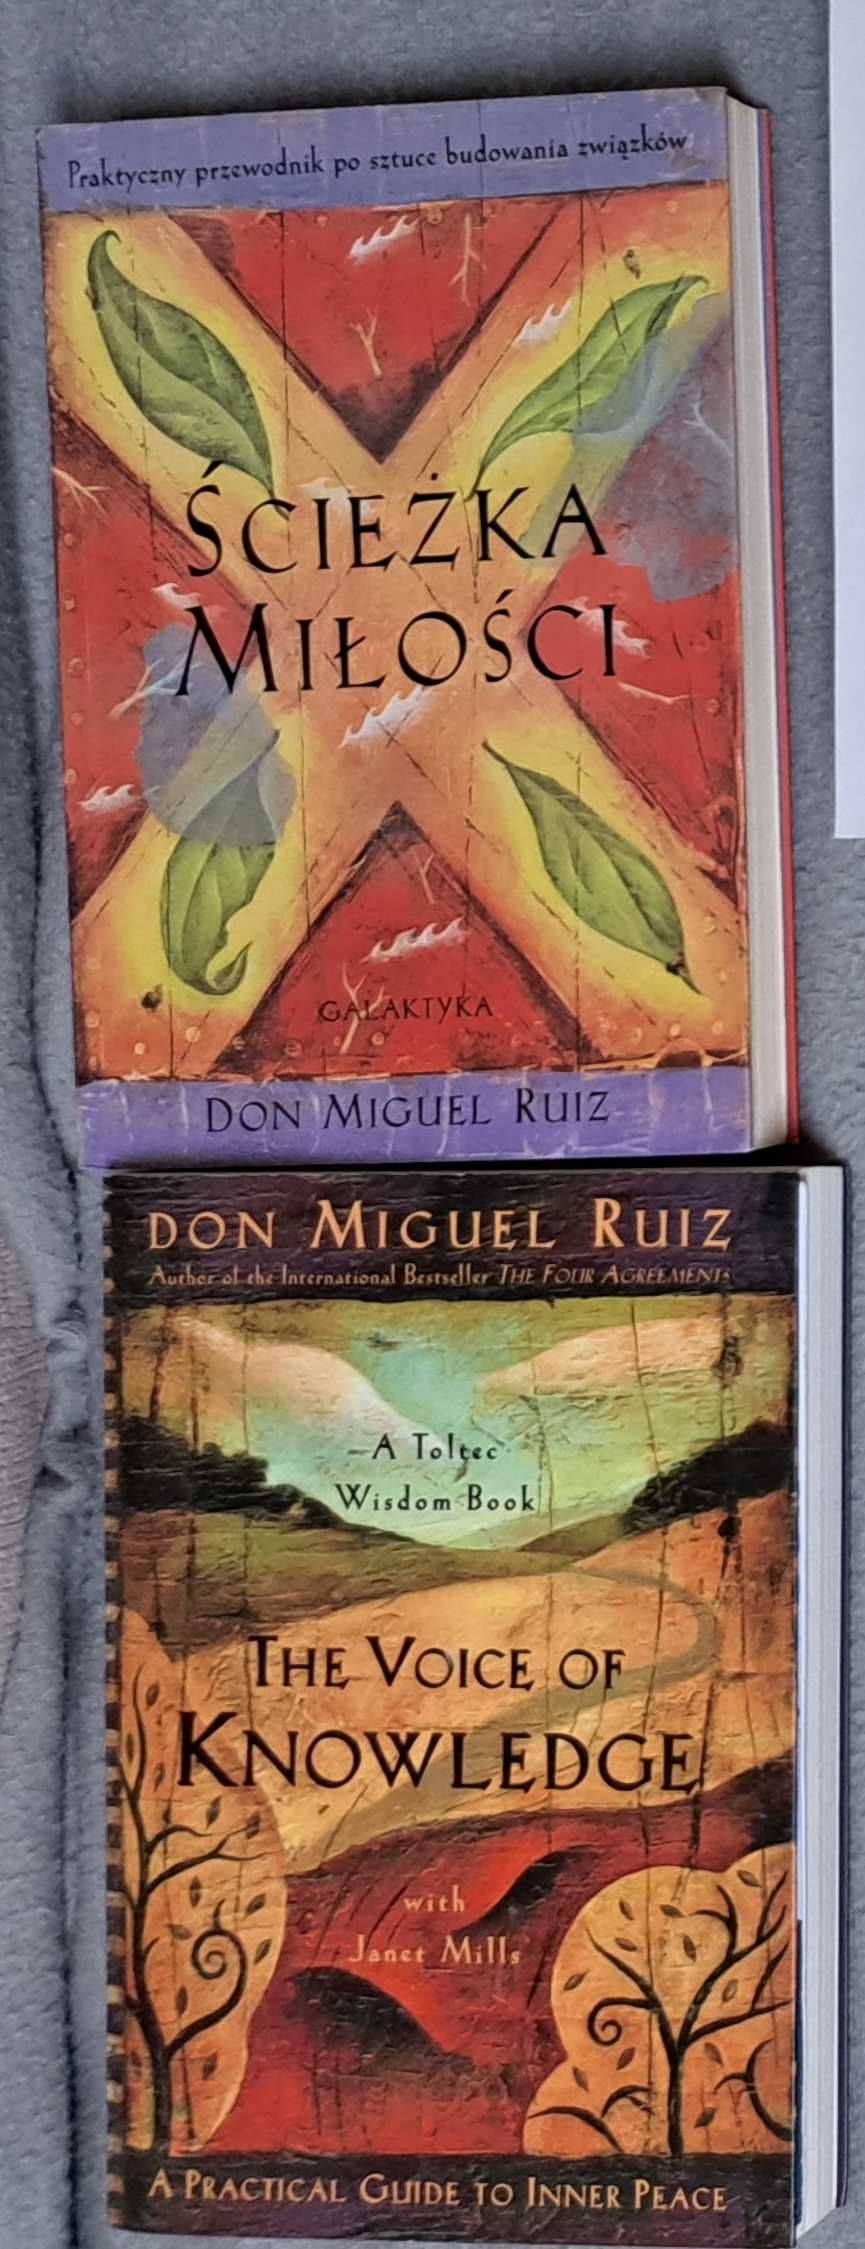 Praktyczny przewodnik po sztuce budowania związków
ŚCIEŻKA
MIŁOŚCI
GALAKTYKA
DON MIGUEL RUIZ
DON MIGUEL RUIZ
Author of the International Bestseller THE FOUR AGREEMENTS
A Toltec
Wisdom Book
THE VOICE OF
KNOWLEDGE
with
Janet Mills
A PRACTICAL GUIDE TO INNER PEACE